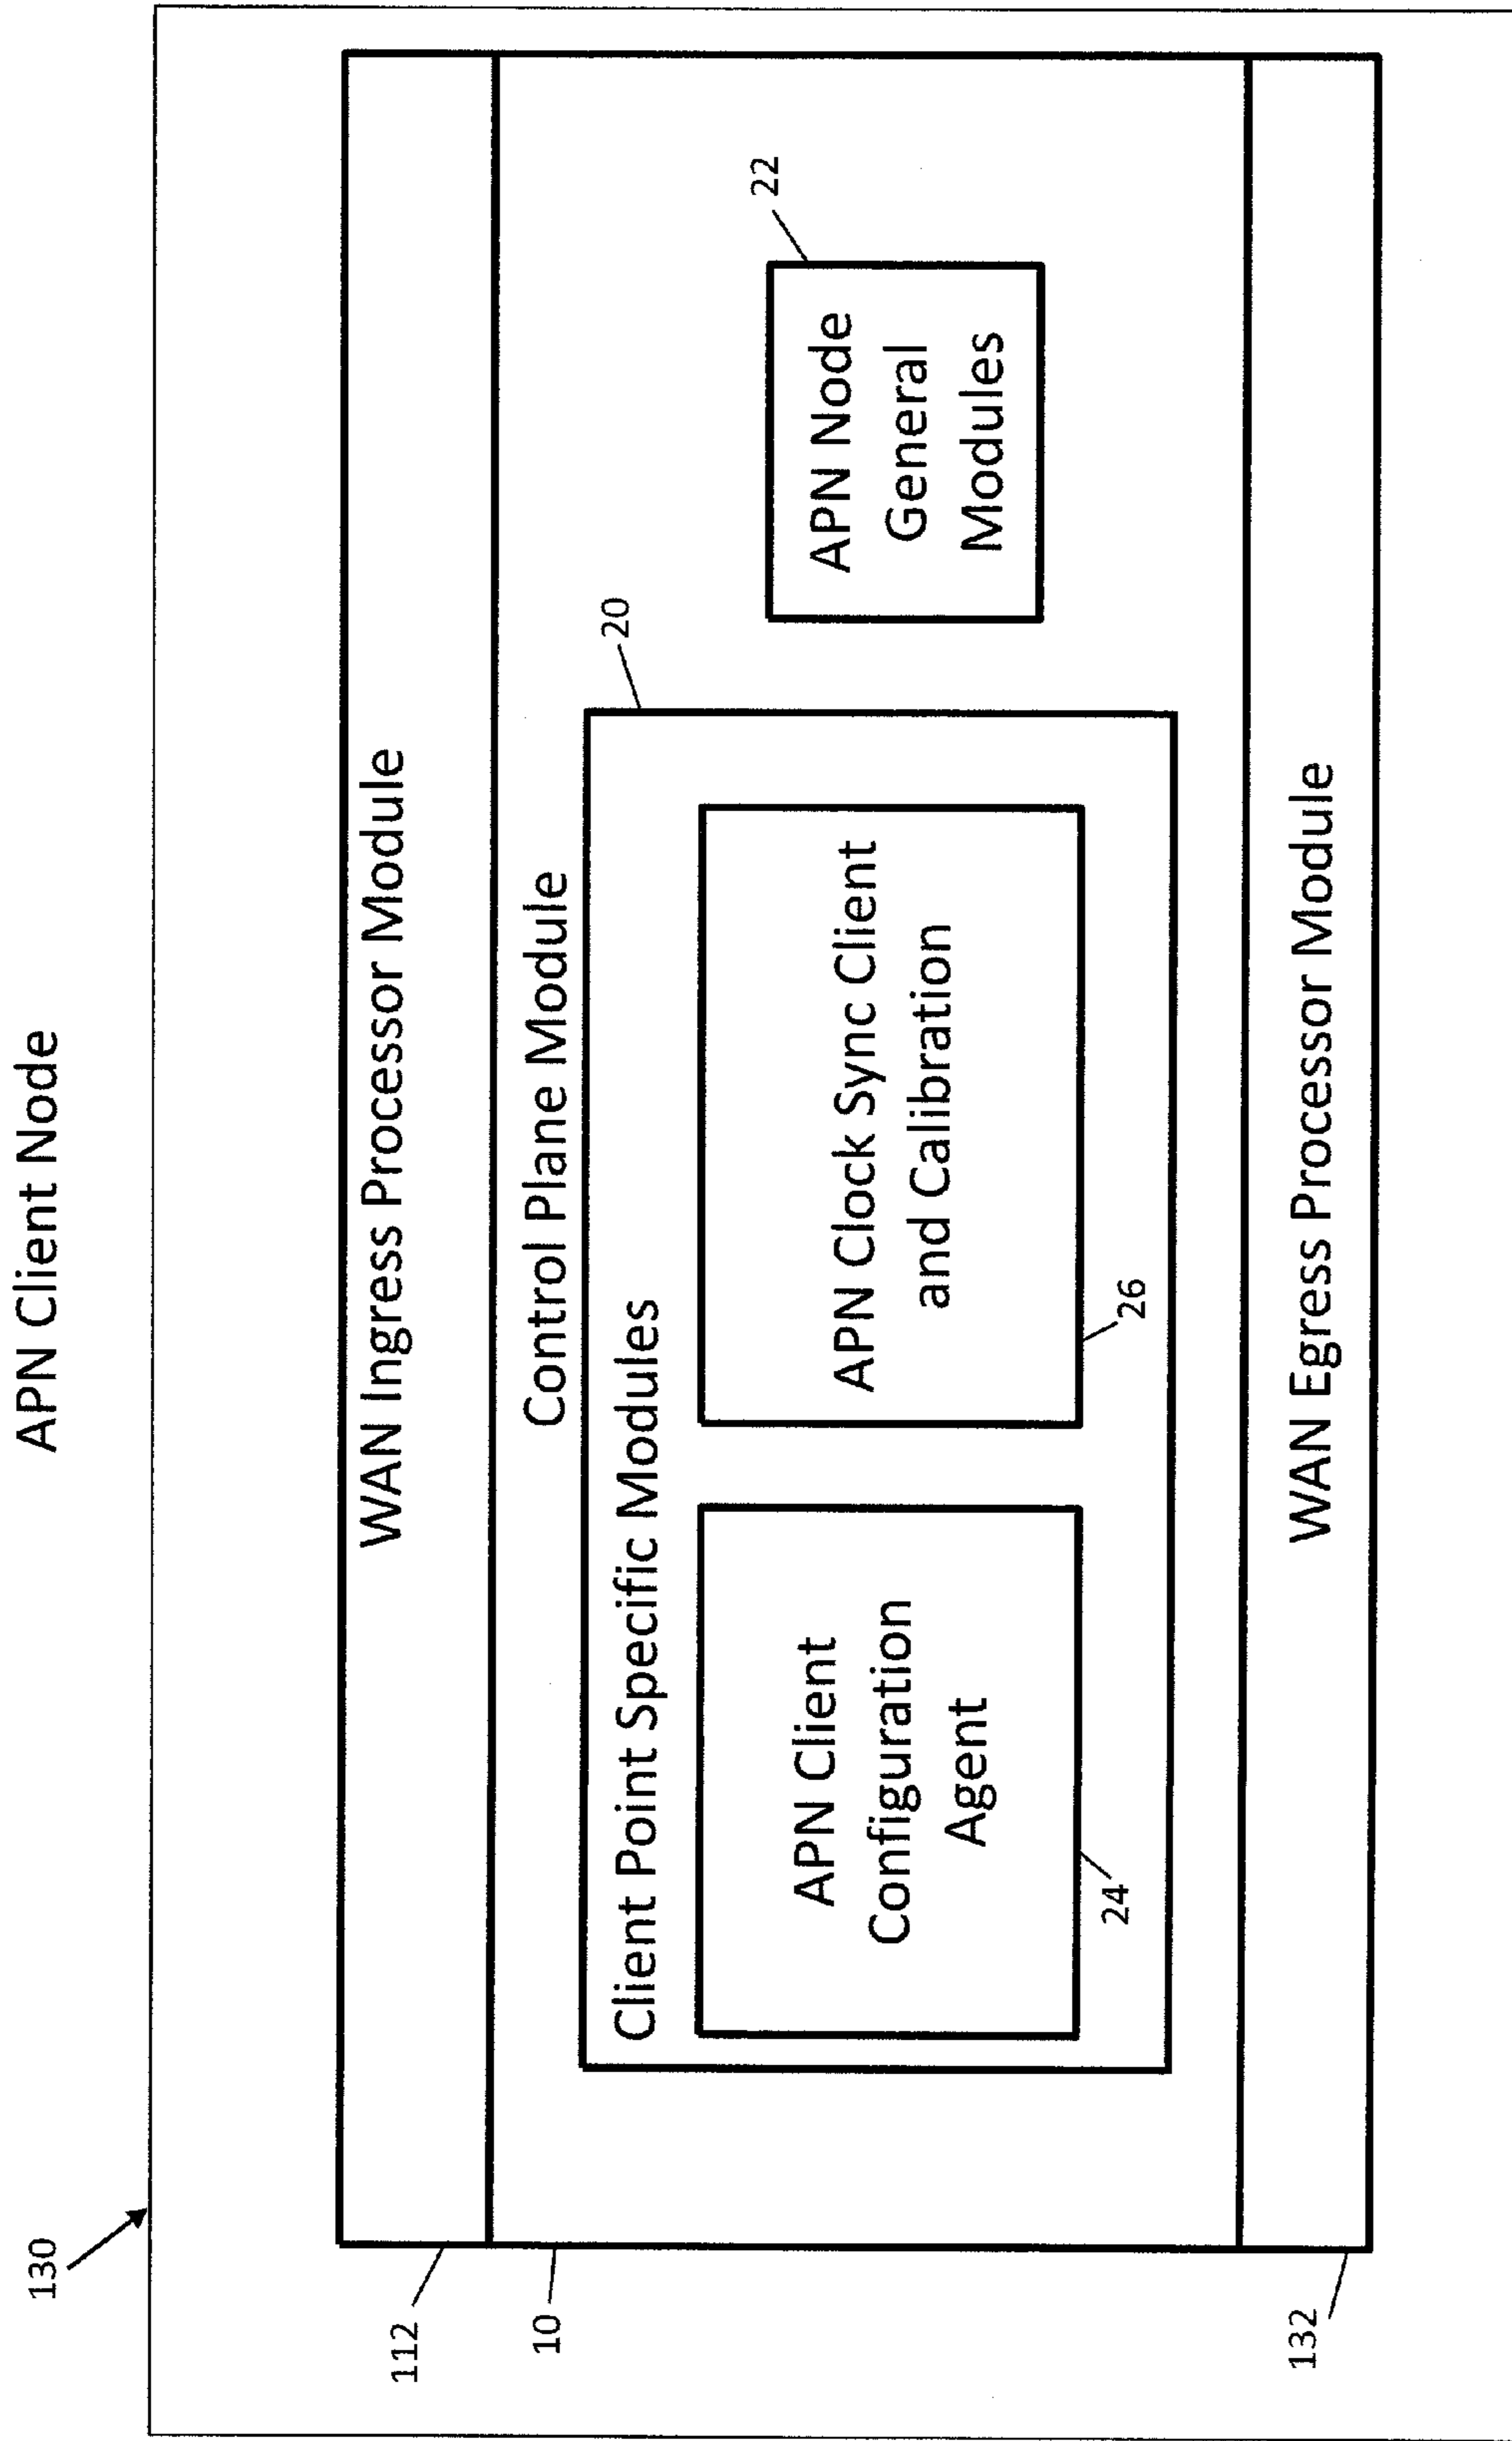 APN Client Node
130
WAN Ingress Processor Module
112
Control Plane Module
10
Client Point Specific Modules
20
APN Client
Configuration
Agent
24
APN Clock Sync Client
and Calibration
26
APN Node
General
Modules
22
WAN Egress Processor Module
132